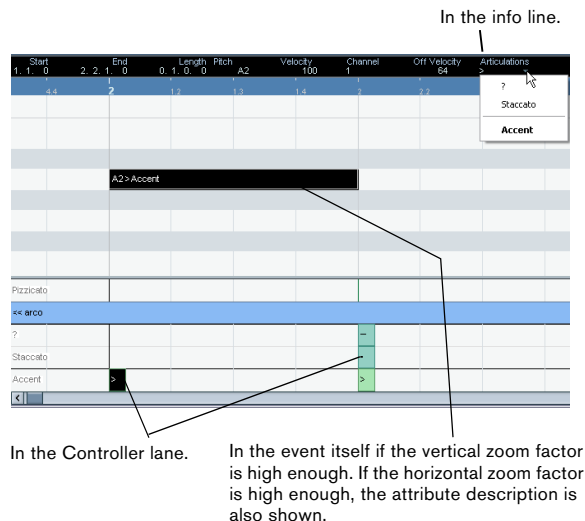 In the info line.
Start End Length Pitch Velocity Channel Off Velocity Articulations
1. 1. 0 2. 2. 1. 0 0. 1. 0. 0 A2 100 1 64 >
4.4 2 1.2 1.3 1.4 2 2.2
?
Staccato
Accent
A2>Accent
Pizzicato
<< arco
?
Staccato
Accent > >
In the Controller lane.
In the event itself if the vertical zoom factor
is high enough. If the horizontal zoom factor
is high enough, the attribute description is
also shown.